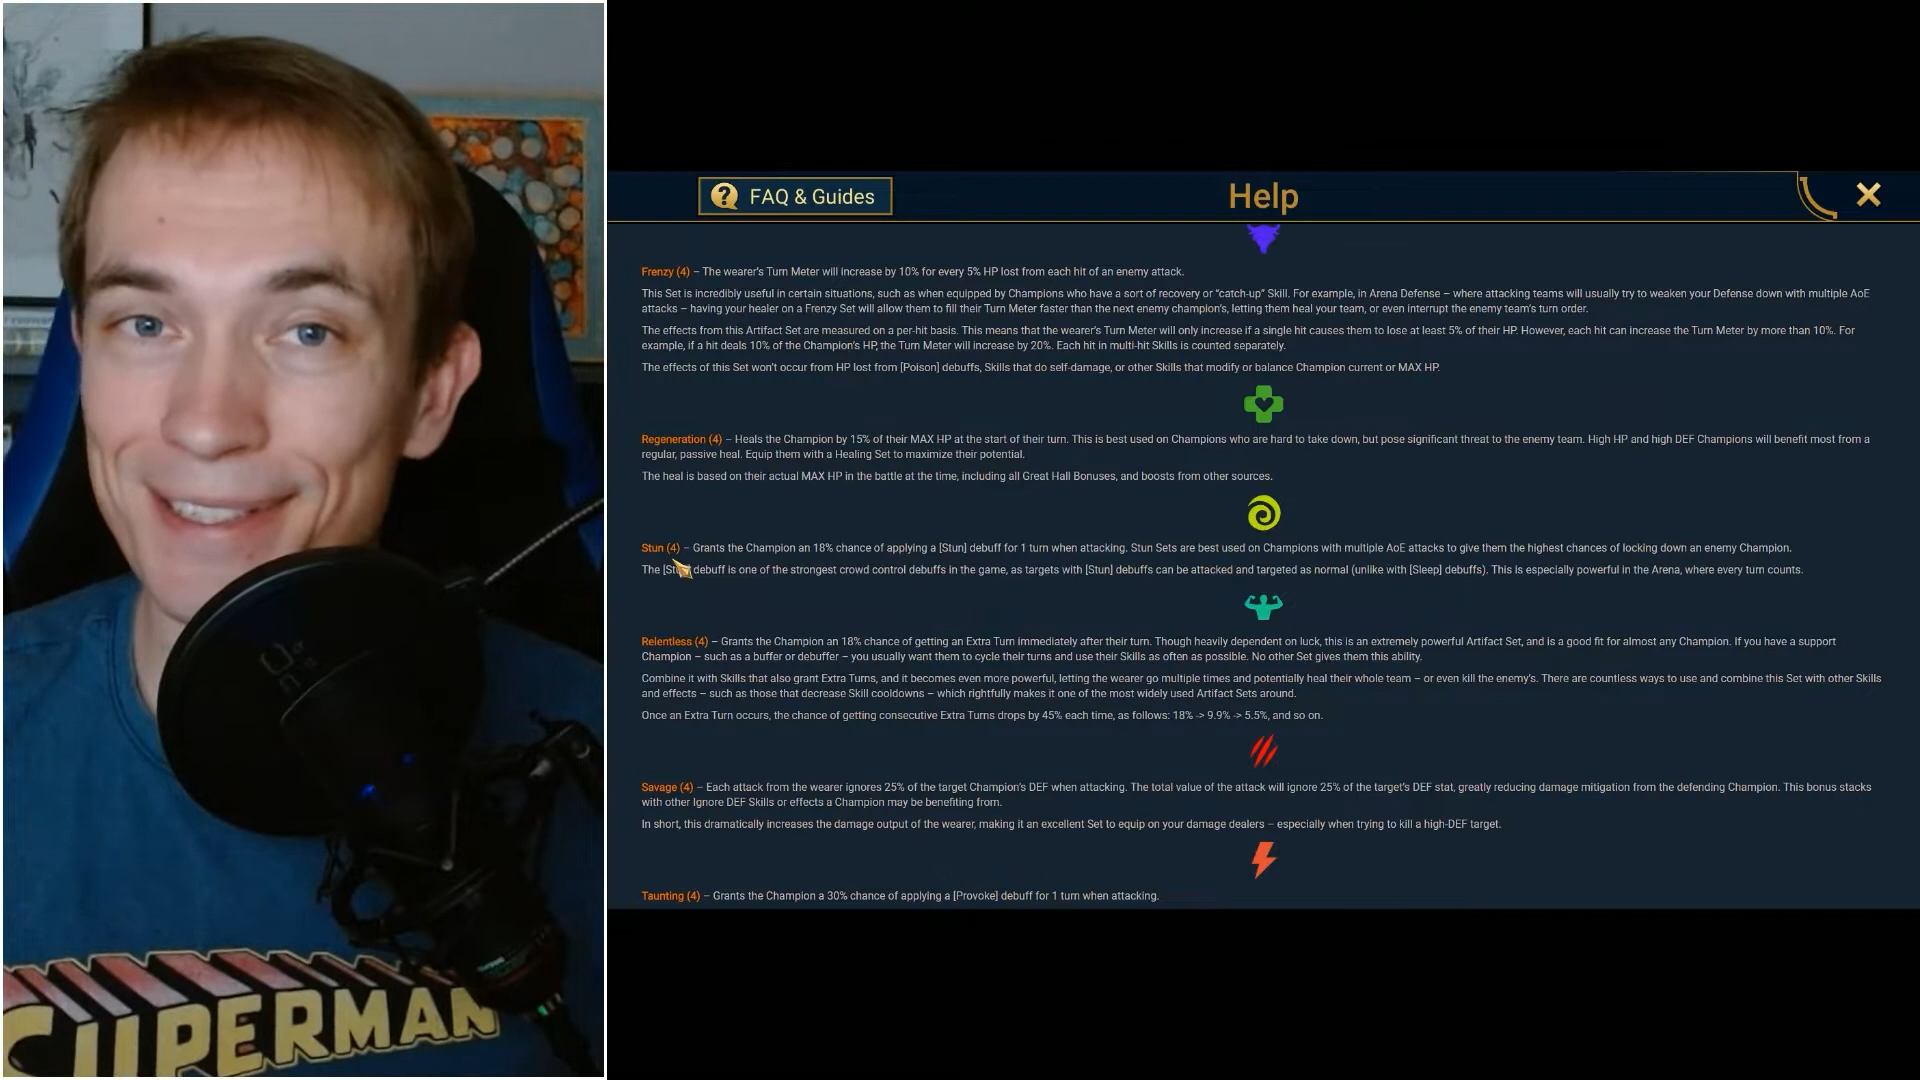 FAQ & Guides
Help
Frenzy (4) – The wearer's Turn Meter will increase by 10% for every 5% HP lost from each hit of an enemy attack.
This Set is incredibly useful in certain situations, such as when equipped by Champions who have a sort of recovery or "catch-up" Skill. For example, in Arena Defense – where attacking teams will usually try to weaken your Defense down with multiple AoE
attacks – having your healer on a Frenzy Set will allow them to fill their Turn Meter faster than the next enemy champion's, letting them heal your team, or even interrupt the enemy team's turn order.
The effects from this Artifact Set are measured on a per-hit basis. This means that the wearer's Turn Meter will only increase if a single hit causes them to lose at least 5% of their HP. However, each hit can increase the Turn Meter by more than 10%. For
example, if a hit deals 10% of the Champion's HP, the Turn Meter will increase by 20%. Each hit in multi-hit Skills is counted separately.
The effects of this Set won't occur from HP lost from [Poison] debuffs, Skills that do self-damage, or other Skills that modify or balance Champion current or MAX HP.
Regeneration (4) – Heals the Champion by 15% of their MAX HP at the start of their turn. This is best used on Champions who are hard to take down, but pose significant threat to the enemy team. High HP and high DEF Champions will benefit most from a
regular, passive heal. Equip them with a Healing Set to maximize their potential.
The heal is based on their actual MAX HP in the battle at the time, including all Great Hall Bonuses, and boosts from other sources.
Stun (4) – Grants the Champion an 18% chance of applying a [Stun] debuff for 1 turn when attacking. Stun Sets are best used on Champions with multiple AoE attacks to give them the highest chances of locking down an enemy Champion.
The [Stun] debuff is one of the strongest crowd control debuffs in the game, as targets with [Stun] debuffs can be attacked and targeted as normal (unlike with [Sleep] debuffs). This is especially powerful in the Arena, where every turn counts.
Relentless (4) – Grants the Champion an 18% chance of getting an Extra Turn immediately after their turn. Though heavily dependent on luck, this is an extremely powerful Artifact Set, and is a good fit for almost any Champion. If you have a support
Champion – such as a buffer or debuffer – you usually want them to cycle their turns and use their Skills as often as possible. No other Set gives them this ability.
Combine it with Skills that also grant Extra Turns, and it becomes even more powerful, letting the wearer go multiple times and potentially heal their whole team – or even kill the enemy's. There are countless ways to use and combine this Set with other Skills
and effects – such as those that decrease Skill cooldowns – which rightfully makes it one of the most widely used Artifact Sets around.
Once an Extra Turn occurs, the chance of getting consecutive Extra Turns drops by 45% each time, as follows: 18% -> 9.9% -> 5.5%, and so on.
Savage (4) – Each attack from the wearer ignores 25% of the target Champion's DEF when attacking. The total value of the attack will ignore 25% of the target's DEF stat, greatly reducing damage mitigation from the defending Champion. This bonus stacks
with other Ignore DEF Skills or effects a Champion may be benefiting from.
In short, this dramatically increases the damage output of the wearer, making it an excellent Set to equip on your damage dealers – especially when trying to kill a high-DEF target.
Taunting (4) – Grants the Champion a 30% chance of applying a [Provoke] debuff for 1 turn when attacking.
SUPERMAN